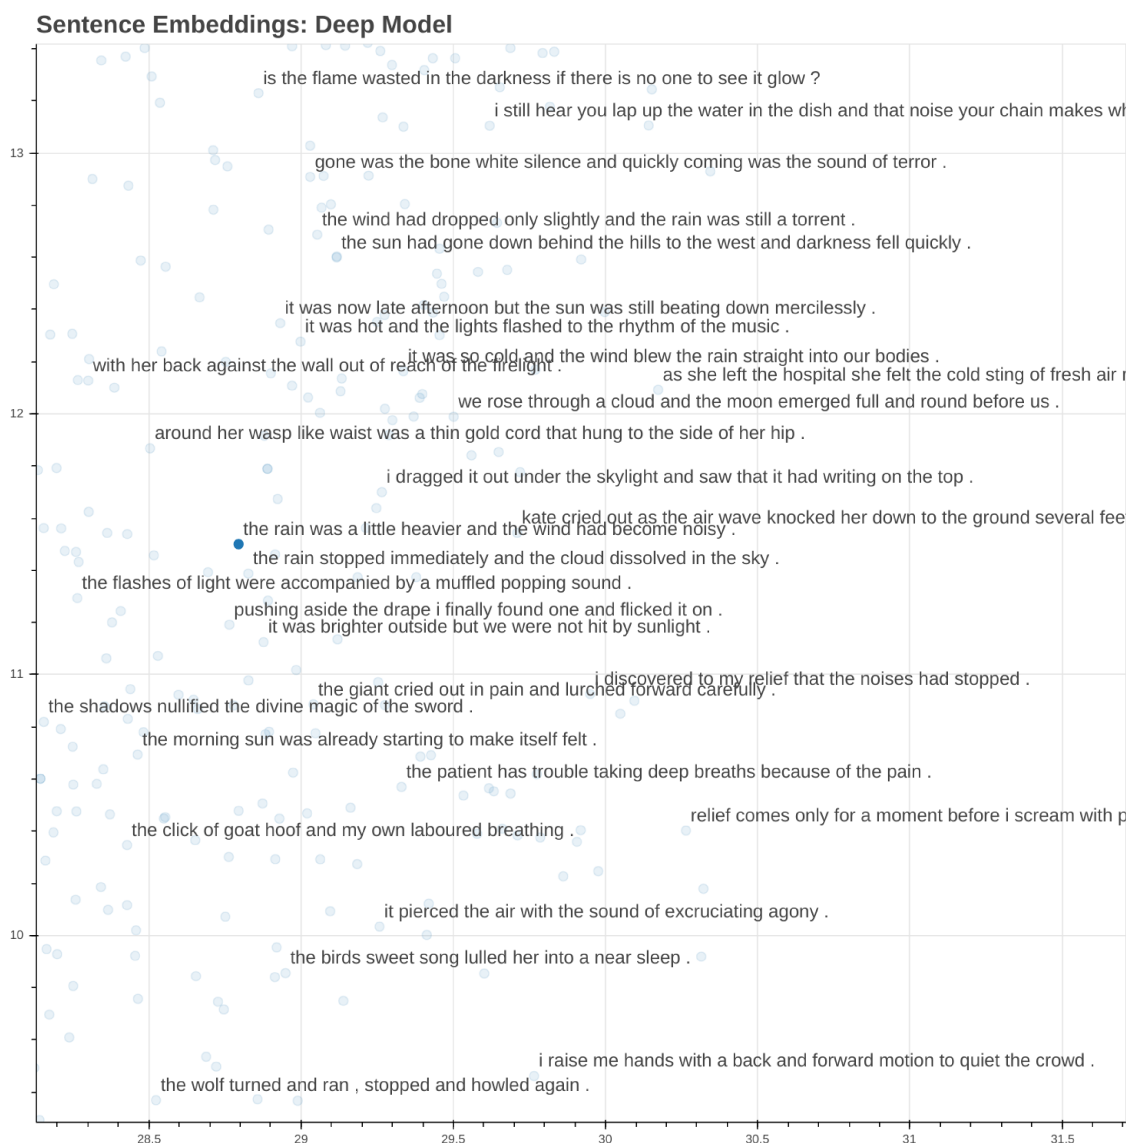 Sentence Embeddings: Deep Model
is the flame wasted in the darkness if there is no one to see it glow ?
i still hear you lap up the water in the dish and that noise your chain makes wh
13
gone was the bone white silence and quickly coming was the sound of terror .
the wind had dropped only slightly and the rain was still a torrent .
the sun had gone down behind the hills to the west and darkness fell quickly .
it was now late afternoon but the sun was still beating down mercilessly .
it was hot and the lights flashed to the rhythm of the music .
it was so cold and the wind blew the rain straight into our bodies .
with her back against the wall out of reach of the firelight .
as she left the hospital she felt the cold sting of fresh air
we rose through a cloud and the moon emerged full and round before us .
12
around her wasp like waist was a thin gold cord that hung to the side of her hip .
i dragged it out under the skylight and saw that it had writing on the top .
kate cried out as the air wave knocked her down to the ground several fee
the rain was a little heavier and the wind had become noisy .
the rain stopped immediately and the cloud dissolved in the sky .
the flashes of light were accompanied by a muffled popping sound .
pushing aside the drape i finally found one and flicked it on .
it was brighter outside but we were not hit by sunlight .
11
i discovered to my relief that the noises had stopped .
the giant cried out in pain and lurched forward carefully .
the shadows nullified the divine magic of the sword .
the morning sun was already starting to make itself felt .
the patient has trouble taking deep breaths because of the pain .
relief comes only for a moment before i scream with p
the click of goat hoof and my own laboured breathing .
it pierced the air with the sound of excruciating agony .
10
the birds sweet song lulled her into a near sleep .
i raise me hands with a back and forward motion to quiet the crowd .
the wolf turned and ran , stopped and howled again .
28.5 29 29.5 30 30.5 31 31.5